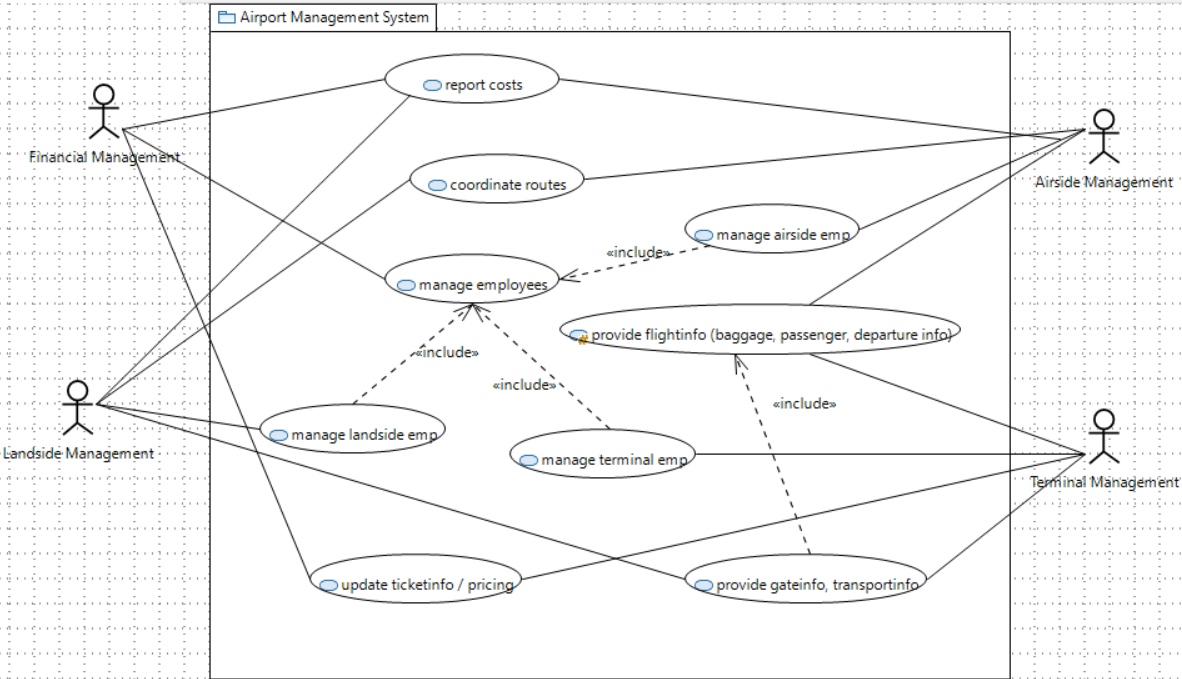 Airport Management System
report costs
Financial Management
coordinate routes
Airside Management
manage airside emp
«include»
manage employees
provide flightinfo (baggage, passenger, departure info)
«include»
«include»
«include»
manage landside emp
manage terminal emp
Landside Management
Terminal Management
update ticketinfo / pricing
provide gateinfo, transportinfo